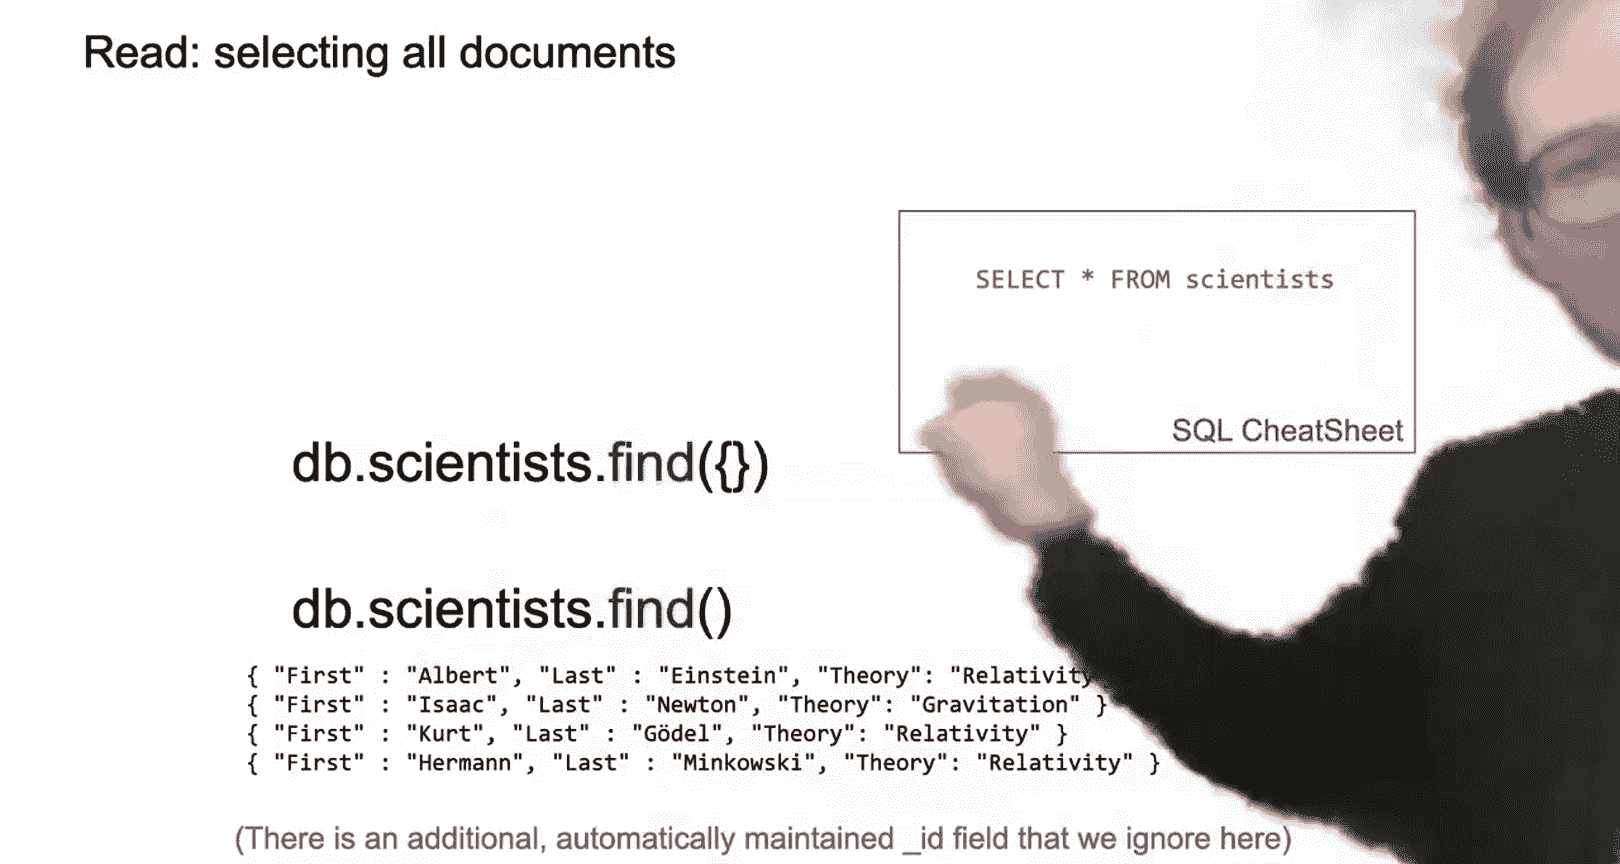 Read: selecting all documents
SELECT * FROM scientists
SQL CheatSheet
db.scientists.find({})
db.scientists.find()
{ "First" : "Albert", "Last" : "Einstein", "Theory": "Relativity
{ "First" : "Isaac", "Last" : "Newton", "Theory": "Gravitation" }
{ "First" : "Kurt", "Last" : "Gödel", "Theory": "Relativity" }
{ "First" : "Hermann", "Last" : "Minkowski", "Theory": "Relativity" }
(There is an additional, automatically maintained _id field that we ignore here)